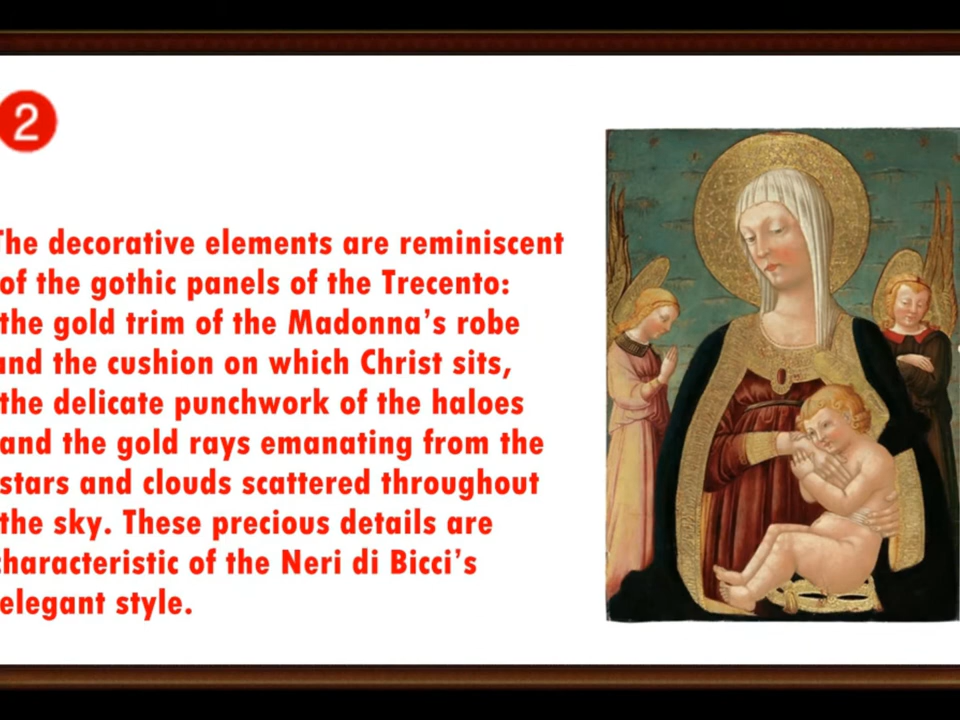 2
The decorative elements are reminiscent
of the gothic panels of the Trecento:
the gold trim of the Madonna's robe
and the cushion on which Christ sits,
the delicate punchwork of the haloes
and the gold rays emanating from the
stars and clouds scattered throughout
the sky. These precious details are
characteristic of the Neri di Bicci's
elegant style.